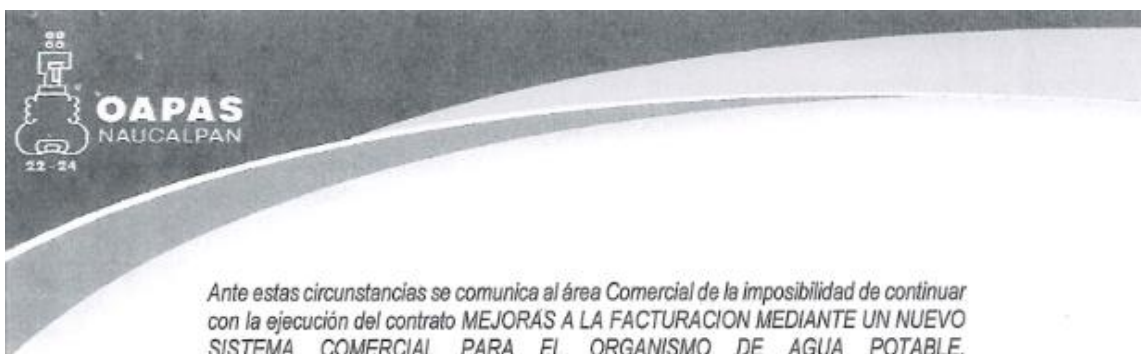 OAPAS
NAUCALPAN
22 - 24
Ante estas circunstancias se comunica al área Comercial de la imposibilidad de continuar
con la ejecución del contrato MEJORAS A LA FACTURACION MEDIANTE UN NUEVO
SISTEMA COMERCIAL PARA EL ORGANISMO DE AGUA POTABLE,